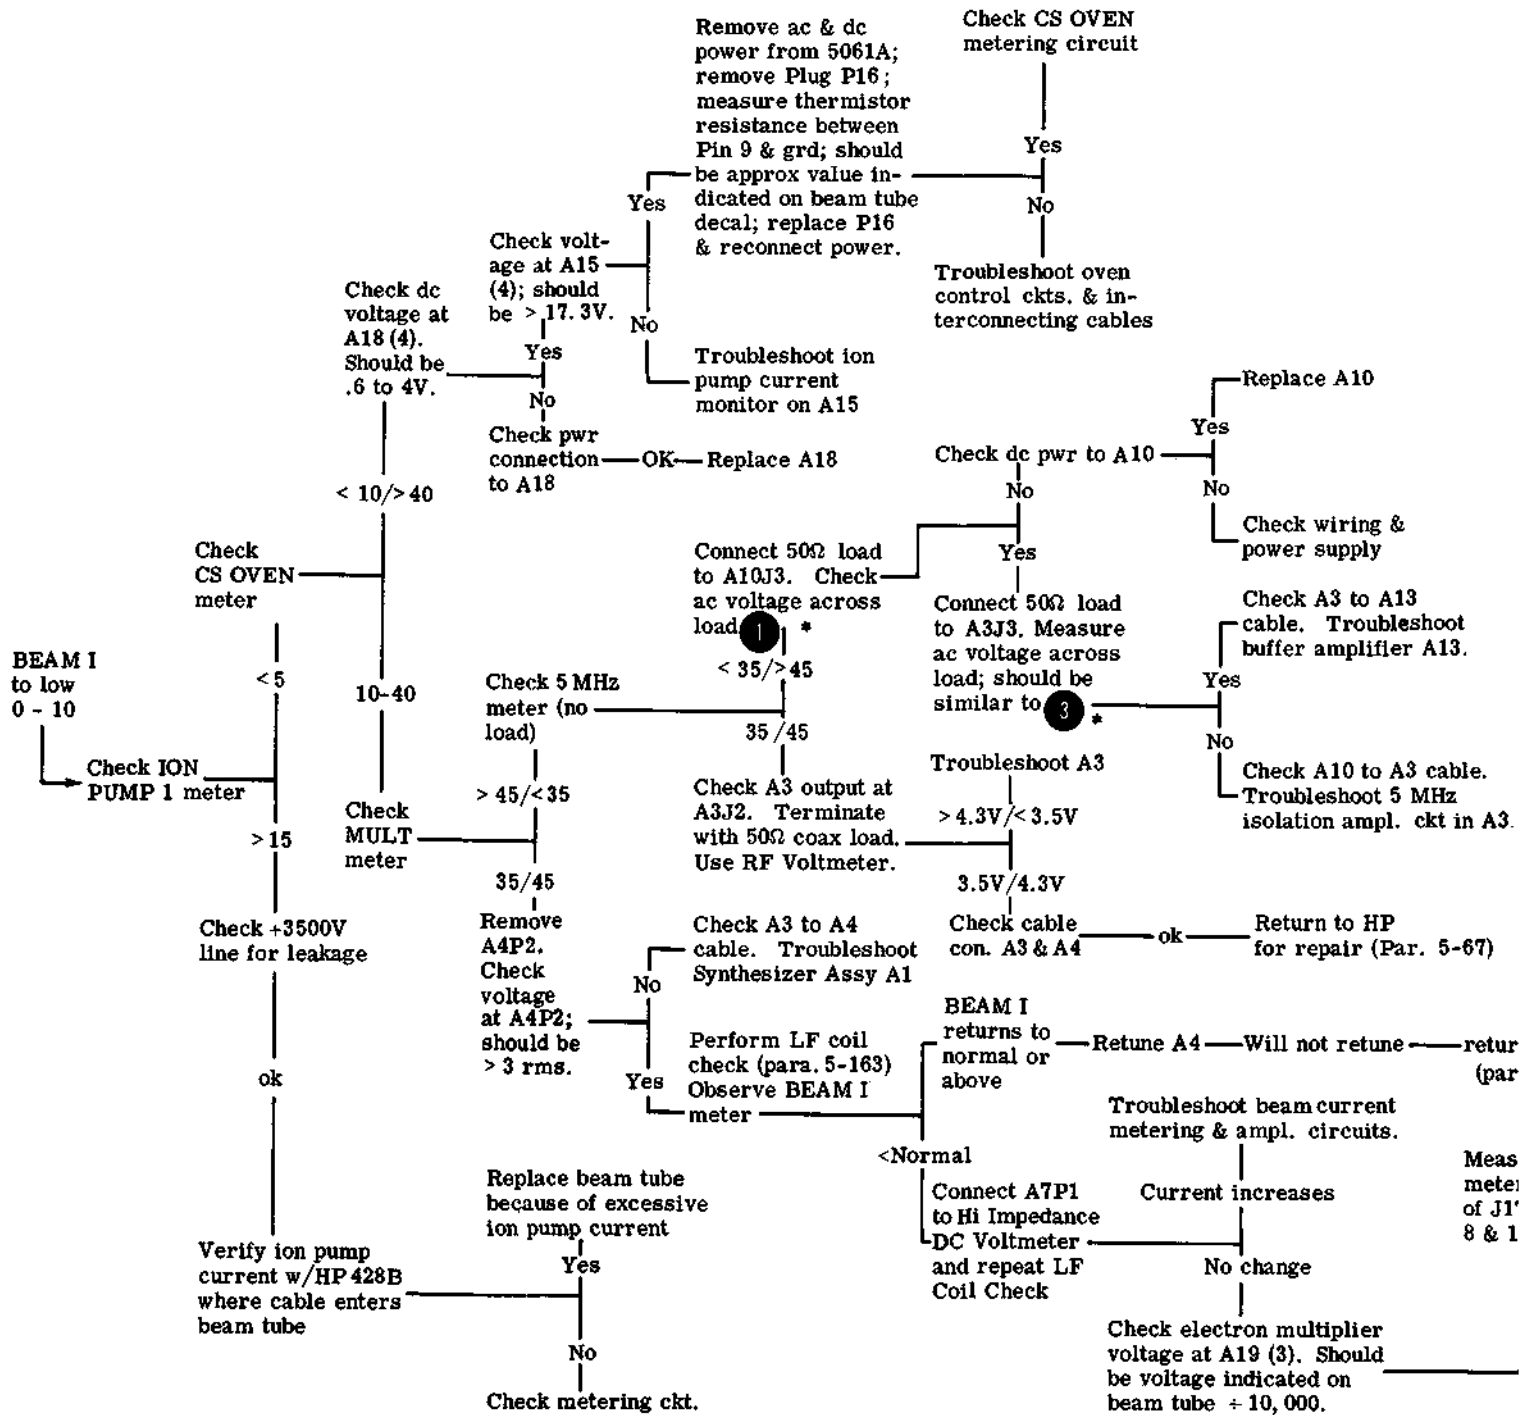 Remove ac & dc
power from 5061A;
remove Plug P16;
measure thermistor
resistance between
Pin 9 & grd; should
be approx value in-
dicated on beam tube
decal; replace P16
& reconnect power.
Check CS OVEN
metering circuit
Yes
No
Troubleshoot oven
control ckts. & in-
terconnecting cables
Yes
Check volt-
age at A15
(4); should
be > 17.3V.
No
Troubleshoot ion
pump current
monitor on A15
Check dc
voltage at
A18 (4).
Should be
.6 to 4V.
Yes
No
Check pwr
connection
to A18
OK
Replace A18
< 10/>40
Check
CS OVEN
meter
10-40
BEAM I
to low
0 - 10
Check ION
PUMP 1 meter
<5
>15
Check
MULT
meter
Check 5 MHz
meter (no
load)
> 45/<35
35/45
Connect 50Ω load
to A10J3. Check
ac voltage across
load
1
*
< 35/>45
35/45
Check dc pwr to A10
Yes
Replace A10
No
Check wiring &
power supply
No
Yes
Connect 50Ω load
to A3J3. Measure
ac voltage across
load; should be
similar to
3
*
Check A3 to A13
cable. Troubleshoot
buffer amplifier A13.
Yes
No
Check A10 to A3 cable.
Troubleshoot 5 MHz
isolation ampl. ckt in A3.
Check A3 output at
A3J2. Terminate
with 50Ω coax load.
Use RF Voltmeter.
Troubleshoot A3
> 4.3V/< 3.5V
3.5V/4.3V
Check cable
con. A3 & A4
ok
Return to HP
for repair (Par. 5-67)
Remove
A4P2.
Check
voltage
at A4P2;
should be
> 3 rms.
No
Check A3 to A4
cable. Troubleshoot
Synthesizer Assy A1
Yes
Perform LF coil
check (para. 5-163)
Observe BEAM I
meter
BEAM I
returns to
normal or
above
Retune A4
Will not retune
retur
(par
<Normal
Connect A7P1
to Hi Impedance
DC Voltmeter
and repeat LF
Coil Check
Troubleshoot beam current
metering & ampl. circuits.
Current increases
No change
Check electron multiplier
voltage at A19 (3). Should
be voltage indicated on
beam tube ÷ 10,000.
Meas
meter
of J1
8 & 1
Check +3500V
line for leakage
ok
Verify ion pump
current w/HP 428B
where cable enters
beam tube
Replace beam tube
because of excessive
ion pump current
Yes
No
Check metering ckt.